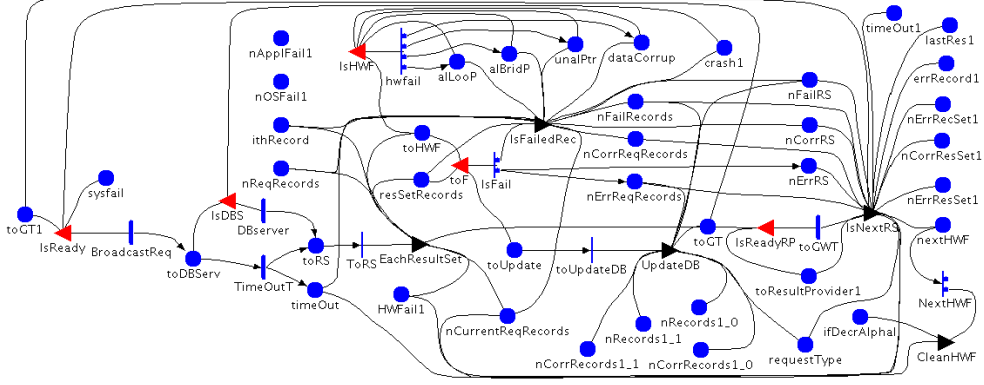 nApplFail1
nOSFail1
ithRecord
nReqRecords
sysfail
toGT1
IsReady
BroadcastReq
toDBServ
IsDBS
DBserver
TimeOutT
toRS
timeOut
ToRS
EachResultSet
HWFail1
IsHWF
hwfail
alLooP
alBridP
unalPtr
dataCorrup
crash1
toHWF
resSetRecords
toF
IsFail
IsFailedRec
nFailRecords
nCorrReqRecords
nErrReqRecords
toUpdate
toUpdateDB
UpdateDB
nCurrentReqRecords
nCorrRecords1_1
nRecords1_1
nRecords1_0
nCorrRecords1_0
nFailRS
nCorrRS
nErrRS
toGT
IsReadyRP
toGWT
toResultProvider1
requestType
ifDecrAlphal
IsNextRS
timeOut1
lastRes1
errRecord1
nErrRecSet1
nCorrResSet1
nErrResSet1
nextHWF
NextHWF
CleanHWF